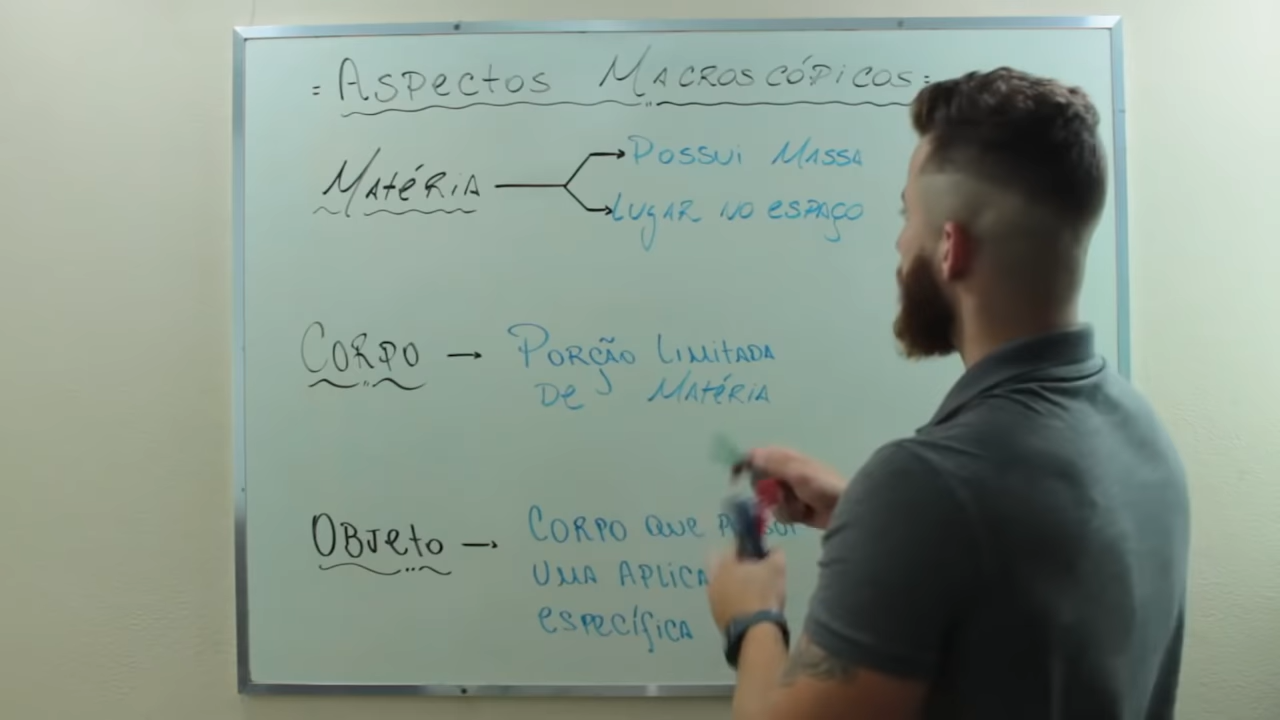 = Aspectos Macroscópicos =
Matéria → Possui Massa
→ Lugar no espaço
Corpo → Porção Limitada
de Matéria
Objeto → Corpo que
uma
específica